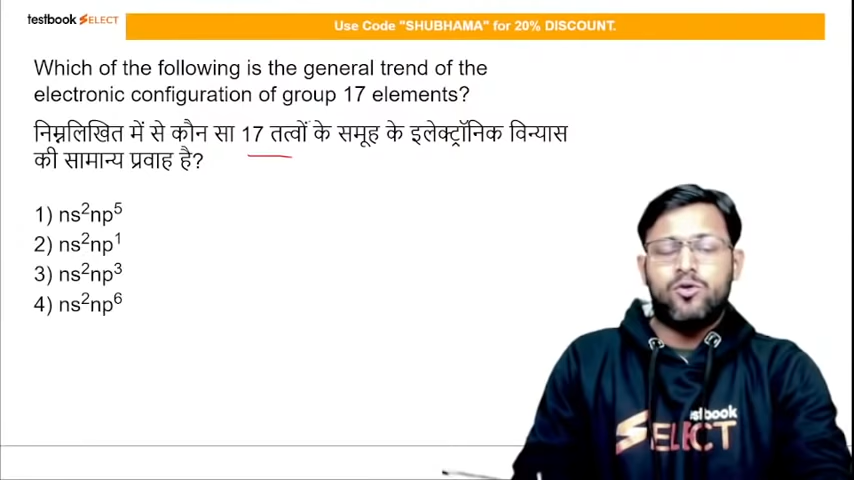 testbook SELECT
Use Code "SHUBHAMA" for 20% DISCOUNT.
Which of the following is the general trend of the
electronic configuration of group 17 elements?
निम्नलिखित में से कौन सा 17 तत्वों के समूह के इलेक्ट्रॉनिक विन्यास
की सामान्य प्रवाह है?
1) ns²np⁵
2) ns²np¹
3) ns²np³
4) ns²np⁶
testbook
SELECT